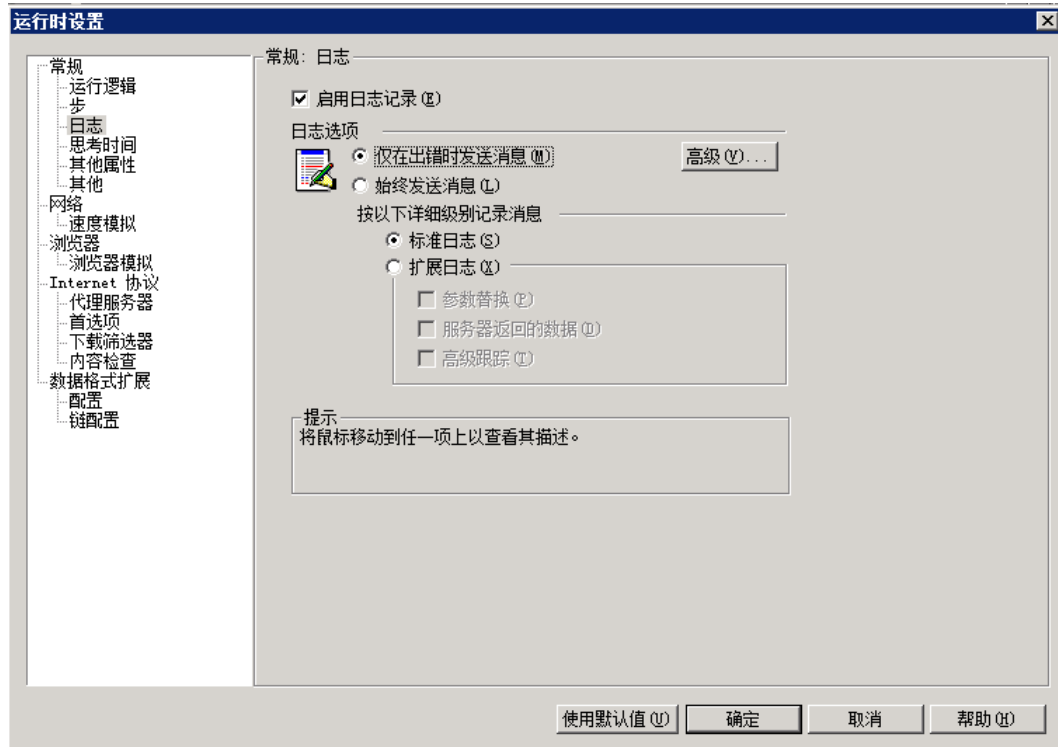 运行时设置
常规
运行逻辑
步
日志
思考时间
其他属性
其他
网络
速度模拟
浏览器
浏览器模拟
Internet 协议
代理服务器
首选项
下载筛选器
内容检查
数据格式扩展
配置
链配置
常规: 日志
启用日志记录(E)
日志选项
仅在出错时发送消息(M)
高级(V)...
始终发送消息(L)
按以下详细级别记录消息
标准日志(S)
扩展日志(X)
参数替换(P)
服务器返回的数据(D)
高级跟踪(T)
提示
将鼠标移动到任一项上以查看其描述。
使用默认值(U)
确定
取消
帮助(H)